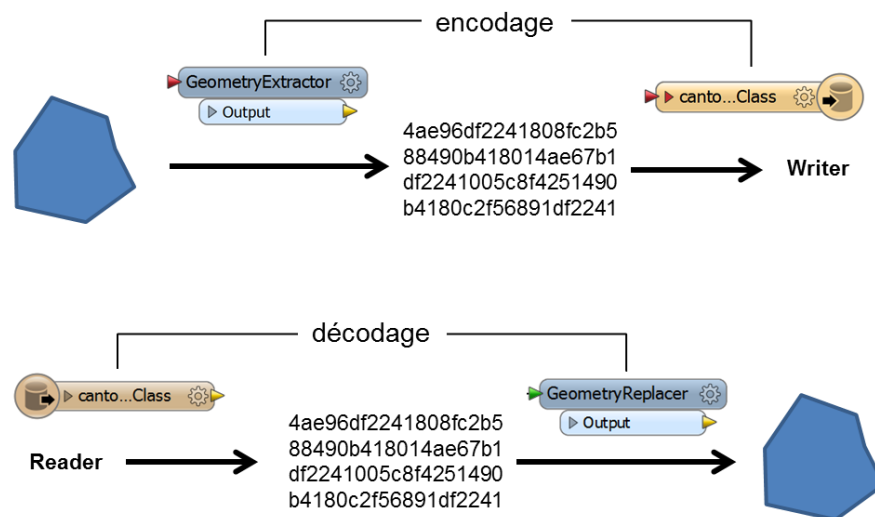 encodage
GeometryExtractor
Output
canto...Class
4ae96df2241808fc2b5
88490b418014ae67b1
df2241005c8f4251490
b4180c2f56891df2241
Writer
décodage
canto...Class
GeometryReplacer
Output
4ae96df2241808fc2b5
88490b418014ae67b1
df2241005c8f4251490
b4180c2f56891df2241
Reader